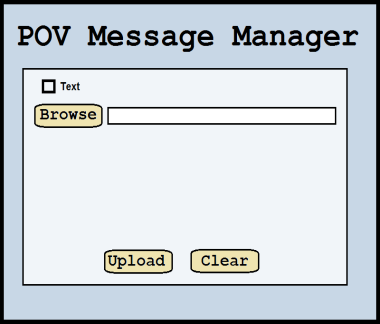 POV Message Manager
Text
Browse
Upload Clear